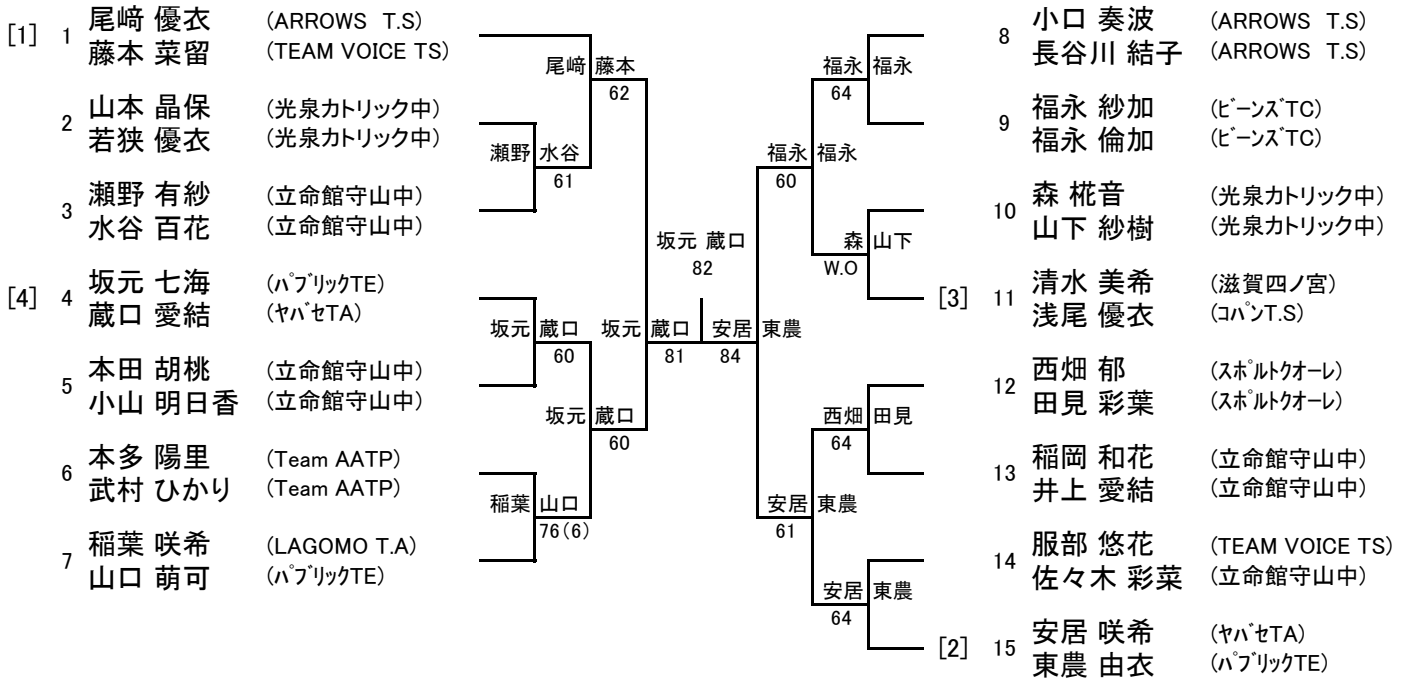 [1] 1 尾﨑 優衣 (ARROWS T.S)
藤本 菜留 (TEAM VOICE TS)
2 山本 晶保 (光泉カトリック中)
若狭 優衣 (光泉カトリック中)
3 瀬野 有紗 (立命館守山中)
水谷 百花 (立命館守山中)
[4] 4 坂元 七海 (パブリックTE)
蔵口 愛結 (ヤバセTA)
5 本田 胡桃 (立命館守山中)
小山 明日香 (立命館守山中)
6 本多 陽里 (Team AATP)
武村 ひかり (Team AATP)
7 稲葉 咲希 (LAGOMO T.A)
山口 萌可 (パブリックTE)
尾﨑 藤本
62
瀬野 水谷
61
坂元 蔵口
60
坂元 蔵口
60
稲葉 山口
76(6)
坂元 蔵口
81
坂元 蔵口
82
安居 東農
84
福永 福永
64
福永 福永
60
森 山下
W.O
西畑 田見
64
安居 東農
61
安居 東農
64
8 小口 奏波 (ARROWS T.S)
長谷川 結子 (ARROWS T.S)
9 福永 紗加 (ビーンズTC)
福永 倫加 (ビーンズTC)
10 森 椛音 (光泉カトリック中)
山下 紗樹 (光泉カトリック中)
[3] 11 清水 美希 (滋賀四ノ宮)
浅尾 優衣 (コパンT.S)
12 西畑 郁 (スポルトクオーレ)
田見 彩葉 (スポルトクオーレ)
13 稲岡 和花 (立命館守山中)
井上 愛結 (立命館守山中)
14 服部 悠花 (TEAM VOICE TS)
佐々木 彩菜 (立命館守山中)
[2] 15 安居 咲希 (ヤバセTA)
東農 由衣 (パブリックTE)